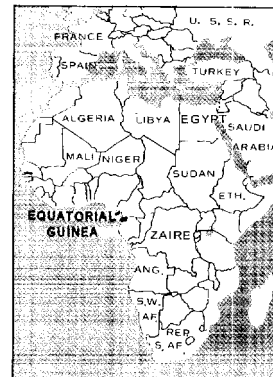 U. S. S. R.
FRANCE
SPAIN
TURKEY
ALGERIA
LIBYA
EGYPT
SAUDI
ARABIA
MALI
NIGER
SUDAN
ETH.
EQUATORIAL
GUINEA
ZAIRE
ANG.
S.W.
AF.
REP.
S. AF.